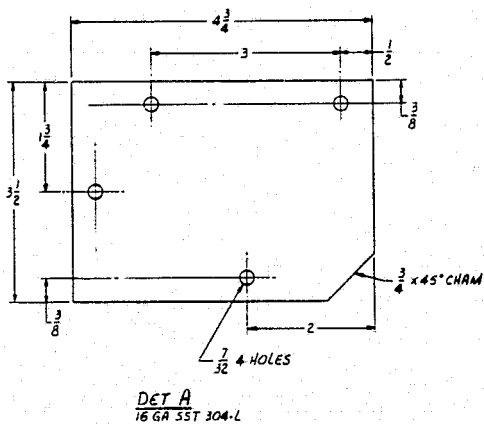 4 3/4
3
1/2
3/8
1 3/4
3 1/2
3/4 x 45° CHAM
3/8
2
7/32 4 HOLES
DET A
16 GA SST 304-L